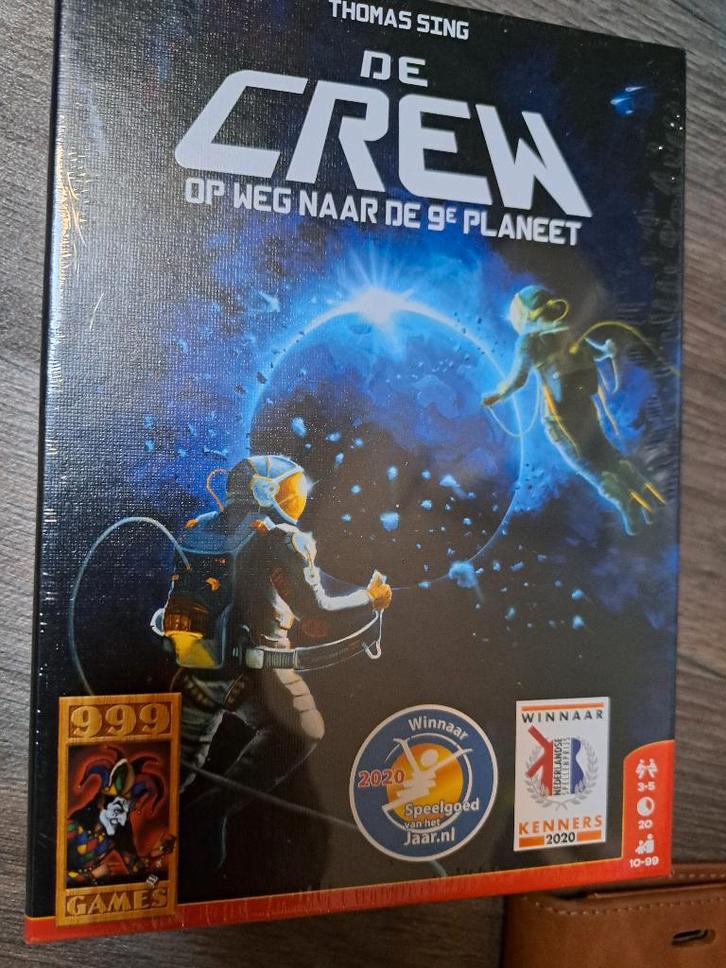 THOMAS SING
DE
CREW
OP WEG NAAR DE 9E PLANEET
999
GAMES
Winnaar
2020
Speelgoed
van het
Jaar.nl
WINNAAR
NEDERLANDSE
SPELLENPRIJS
KENNERS
2020
3-5
20
10-99